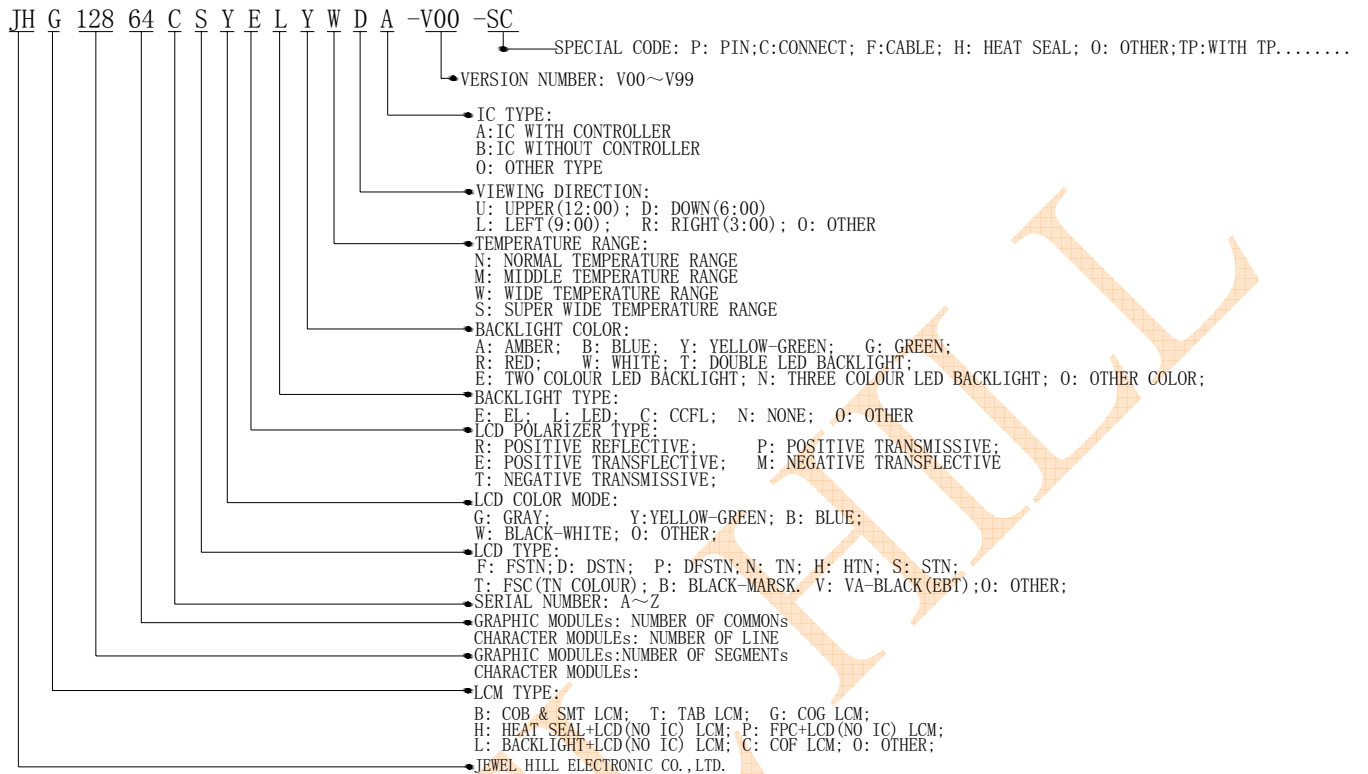 JH G 128 64 C S Y E L Y W D A -V00 -SC
SPECIAL CODE: P: PIN;C:CONNECT; F:CABLE; H: HEAT SEAL; O: OTHER;TP:WITH TP........
VERSION NUMBER: V00～V99
IC TYPE:
A:IC WITH CONTROLLER
B:IC WITHOUT CONTROLLER
O: OTHER TYPE
VIEWING DIRECTION:
U: UPPER(12:00); D: DOWN(6:00)
L: LEFT(9:00); R: RIGHT(3:00); O: OTHER
TEMPERATURE RANGE:
N: NORMAL TEMPERATURE RANGE
M: MIDDLE TEMPERATURE RANGE
W: WIDE TEMPERATURE RANGE
S: SUPER WIDE TEMPERATURE RANGE
BACKLIGHT COLOR:
A: AMBER; B: BLUE; Y: YELLOW-GREEN; G: GREEN;
R: RED; W: WHITE; T: DOUBLE LED BACKLIGHT;
E: TWO COLOUR LED BACKLIGHT; N: THREE COLOUR LED BACKLIGHT; O: OTHER COLOR;
BACKLIGHT TYPE:
E: EL; L: LED; C: CCFL; N: NONE; O: OTHER
LCD POLARIZER TYPE:
R: POSITIVE REFLECTIVE; P: POSITIVE TRANSMISSIVE;
E: POSITIVE TRANSFLECTIVE; M: NEGATIVE TRANSFLECTIVE
T: NEGATIVE TRANSMISSIVE;
LCD COLOR MODE:
G: GRAY; Y:YELLOW-GREEN; B: BLUE;
W: BLACK-WHITE; O: OTHER;
LCD TYPE:
F: FSTN;D: DSTN; P: DFSTN;N: TN; H: HTN; S: STN;
T: FSC(TN COLOUR); B: BLACK-MARSK. V: VA-BLACK(EBT);O: OTHER;
SERIAL NUMBER: A～Z
GRAPHIC MODULEs: NUMBER OF COMMONs
CHARACTER MODULEs: NUMBER OF LINE
GRAPHIC MODULEs:NUMBER OF SEGMENTs
CHARACTER MODULEs:
LCM TYPE:
B: COB & SMT LCM; T: TAB LCM; G: COG LCM;
H: HEAT SEAL+LCD(NO IC) LCM; P: FPC+LCD(NO IC) LCM;
L: BACKLIGHT+LCD(NO IC) LCM; C: COF LCM; O: OTHER;
JEWEL HILL ELECTRONIC CO.,LTD.
HILL